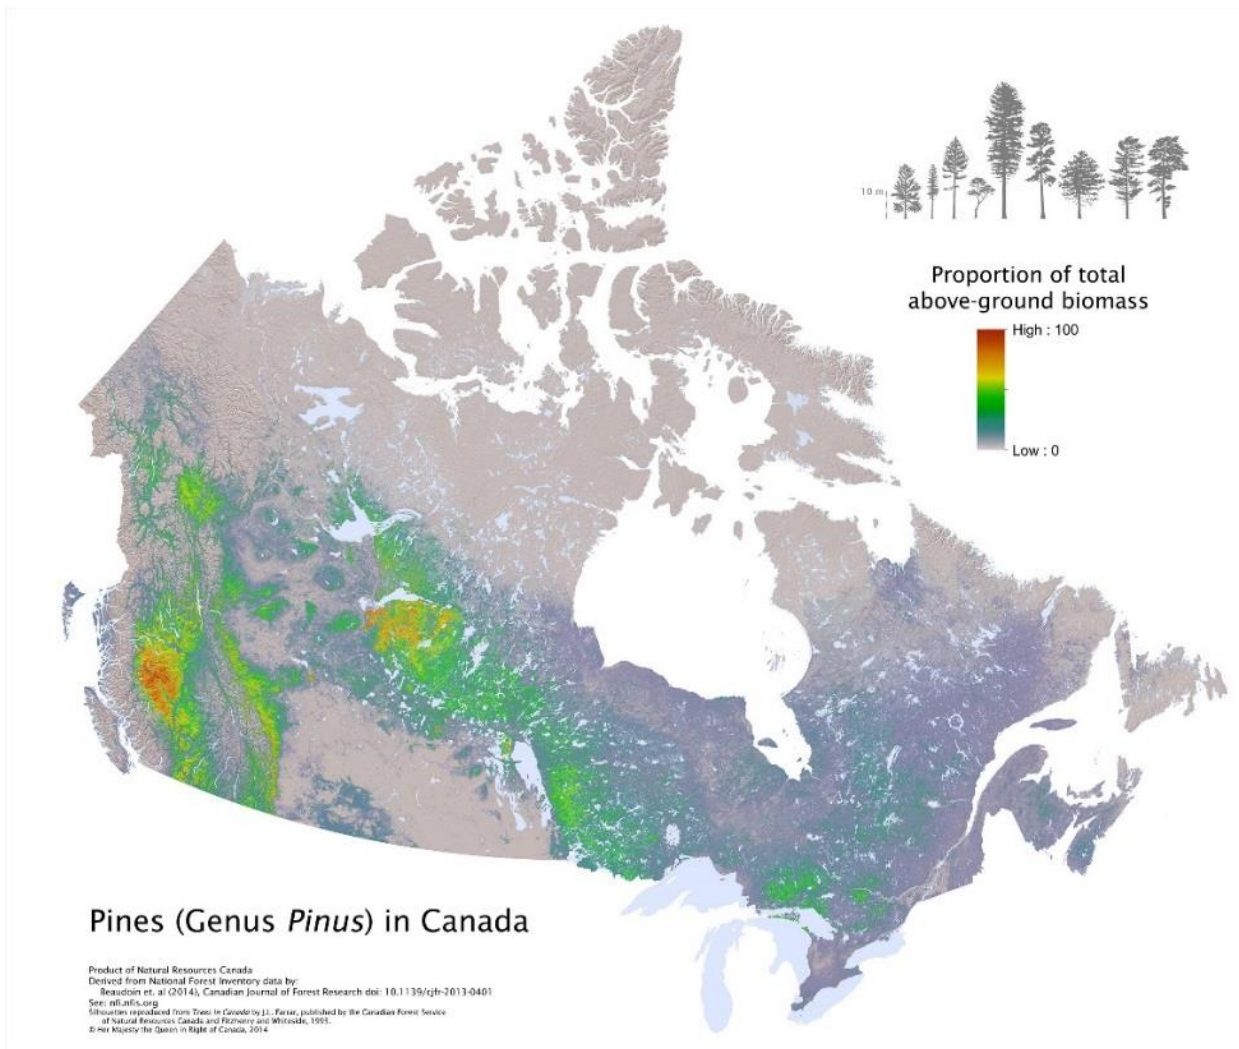 10 m
Proportion of total
above-ground biomass
High : 100
Low : 0
Pines (Genus Pinus) in Canada
Product of Natural Resources Canada
Derived from National Forest Inventory data by:
Beaudoin et. al (2014), Canadian Journal of Forest Research doi: 10.1139/cjfr-2013-0401
See: nfi.nfis.org
Silhouettes reproduced from Trees in Canada by J.L. Farrar, published by the Canadian Forest Service
of Natural Resources Canada and Fitzhenry and Whiteside, 1995.
© Her Majesty the Queen in Right of Canada, 2014